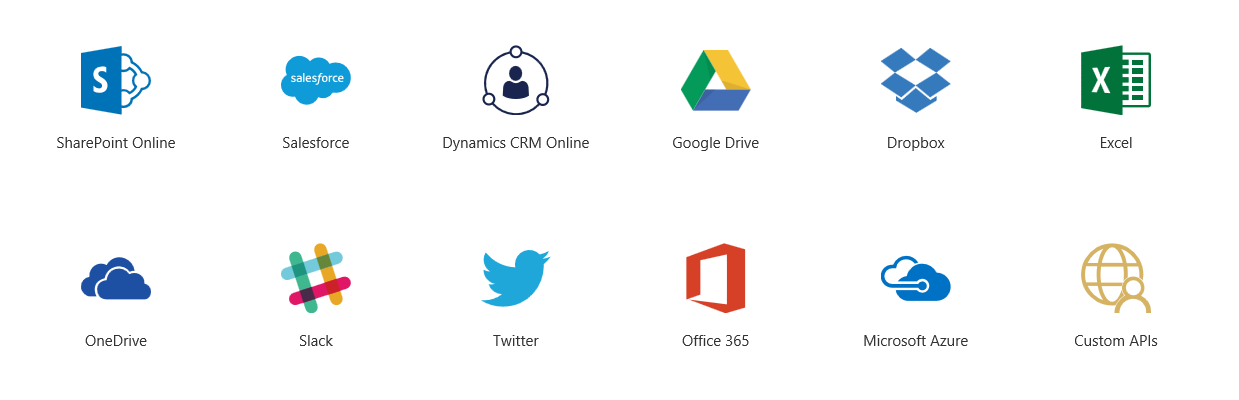 S
salesforce
X
SharePoint Online
Salesforce
Dynamics CRM Online
Google Drive
Dropbox
Excel
OneDrive
Slack
Twitter
Office 365
Microsoft Azure
Custom APIs